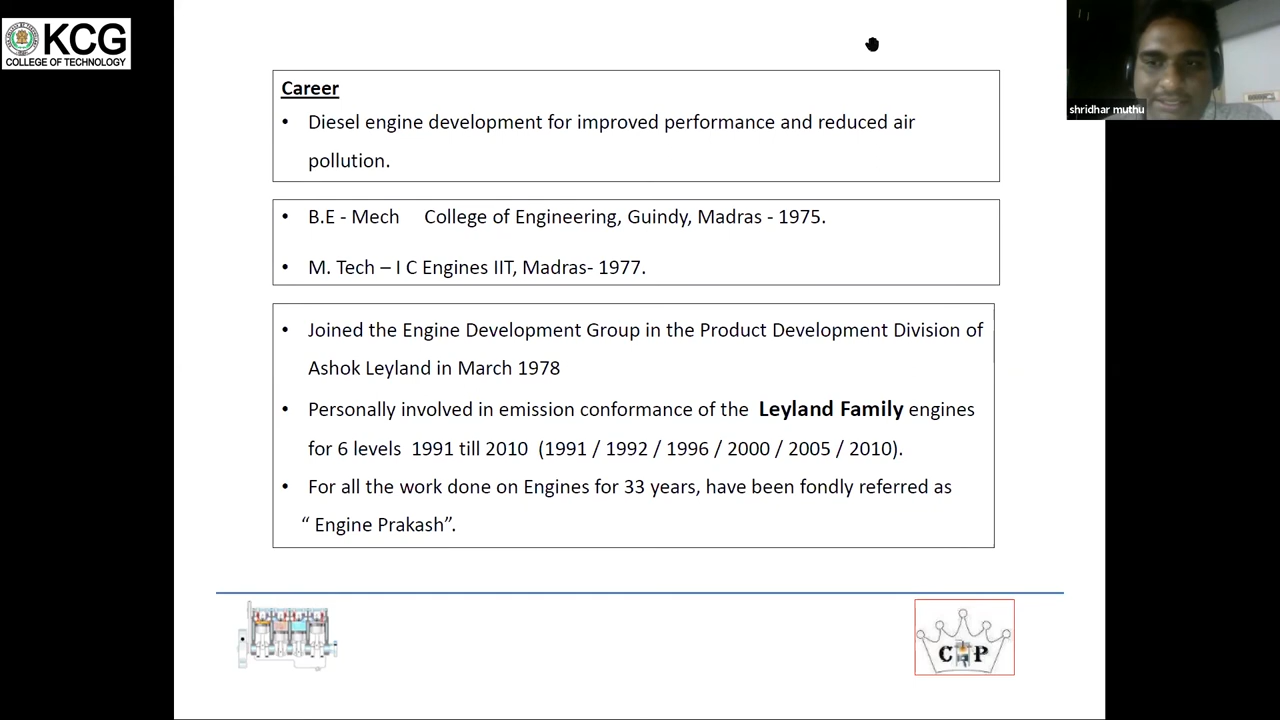 KCG
COLLEGE OF TECHNOLOGY
shridhar muthu
Career
• Diesel engine development for improved performance and reduced air
pollution.
• B.E - Mech College of Engineering, Guindy, Madras - 1975.
• M. Tech – I C Engines IIT, Madras- 1977.
• Joined the Engine Development Group in the Product Development Division of
Ashok Leyland in March 1978
• Personally involved in emission conformance of the Leyland Family engines
for 6 levels 1991 till 2010 (1991 / 1992 / 1996 / 2000 / 2005 / 2010).
• For all the work done on Engines for 33 years, have been fondly referred as
“ Engine Prakash”.
C P